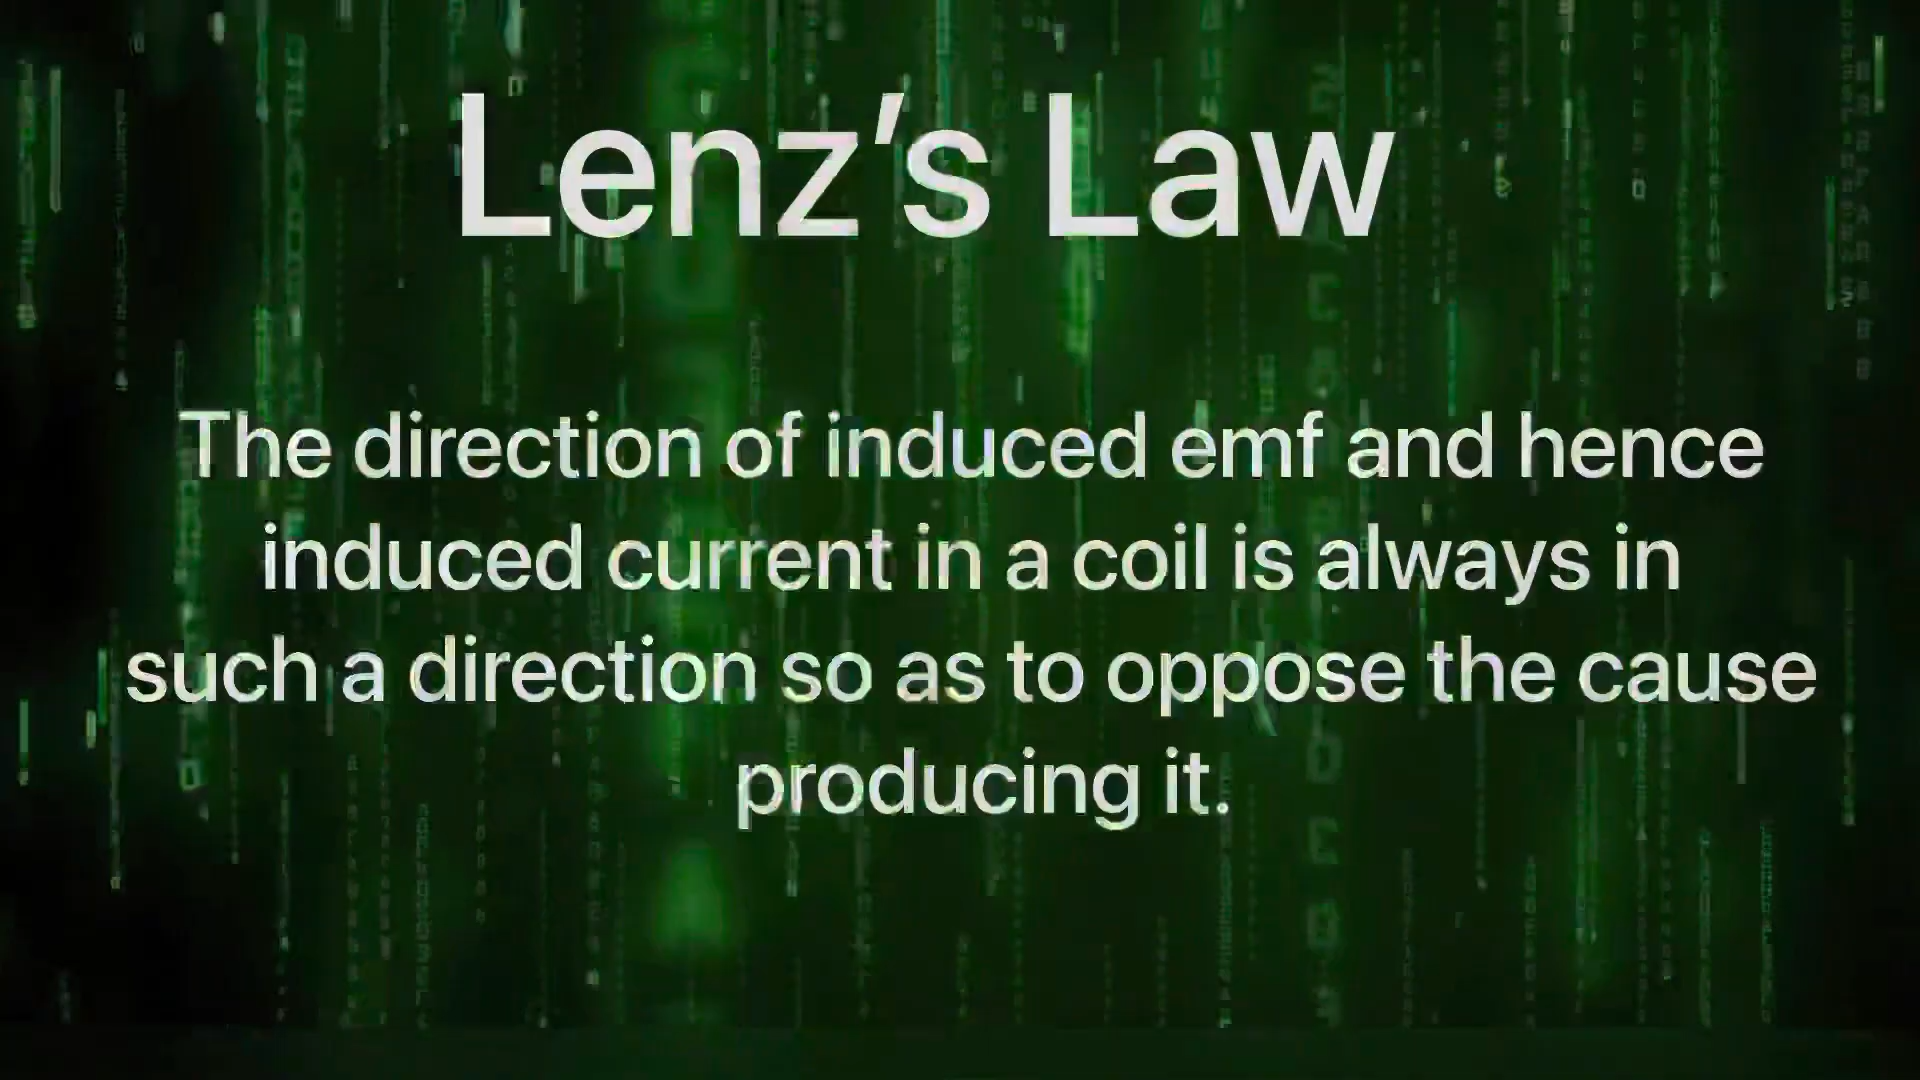 Lenz’s Law
The direction of induced emf and hence
induced current in a coil is always in
such a direction so as to oppose the cause
producing it.